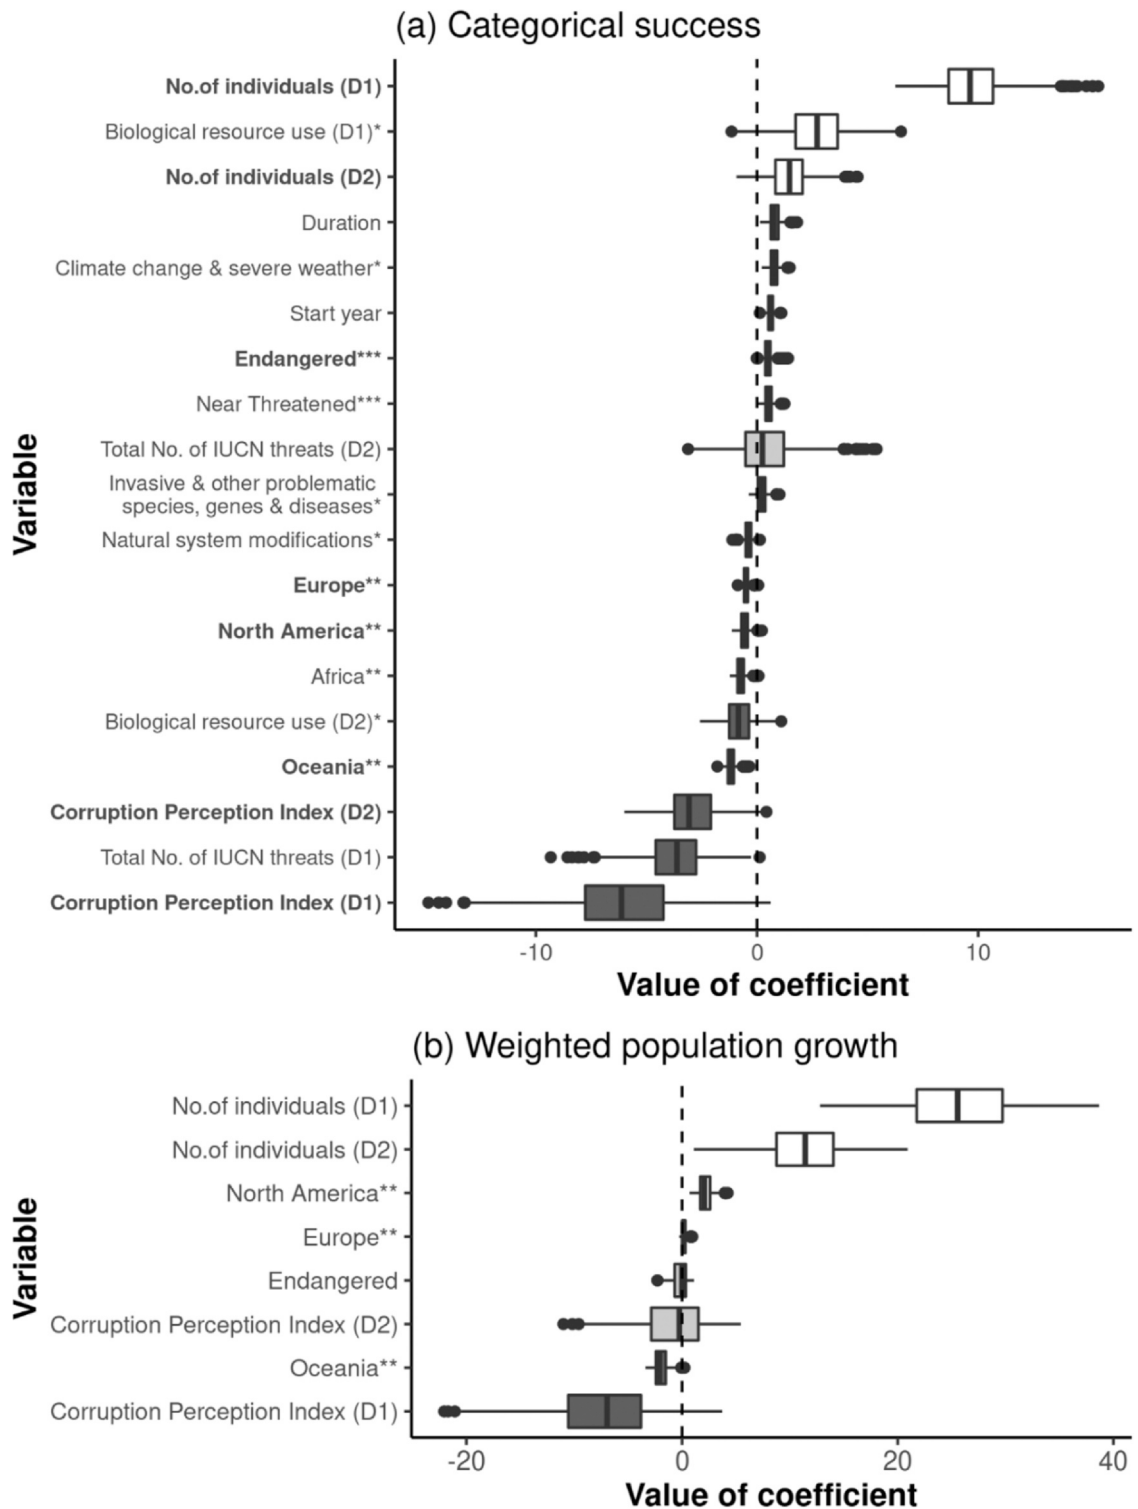 (a) Categorical success
No.of individuals (D1)
Biological resource use (D1)*
No.of individuals (D2)
Duration
Climate change & severe weather*
Start year
Endangered***
Near Threatened***
Total No. of IUCN threats (D2)
Invasive & other problematic
species, genes & diseases*
Natural system modifications*
Europe**
North America**
Africa**
Biological resource use (D2)*
Oceania**
Corruption Perception Index (D2)
Total No. of IUCN threats (D1)
Corruption Perception Index (D1)
Variable
-10 0 10
Value of coefficient
(b) Weighted population growth
No.of individuals (D1)
No.of individuals (D2)
North America**
Europe**
Endangered
Corruption Perception Index (D2)
Oceania**
Corruption Perception Index (D1)
Variable
-20 0 20 40
Value of coefficient